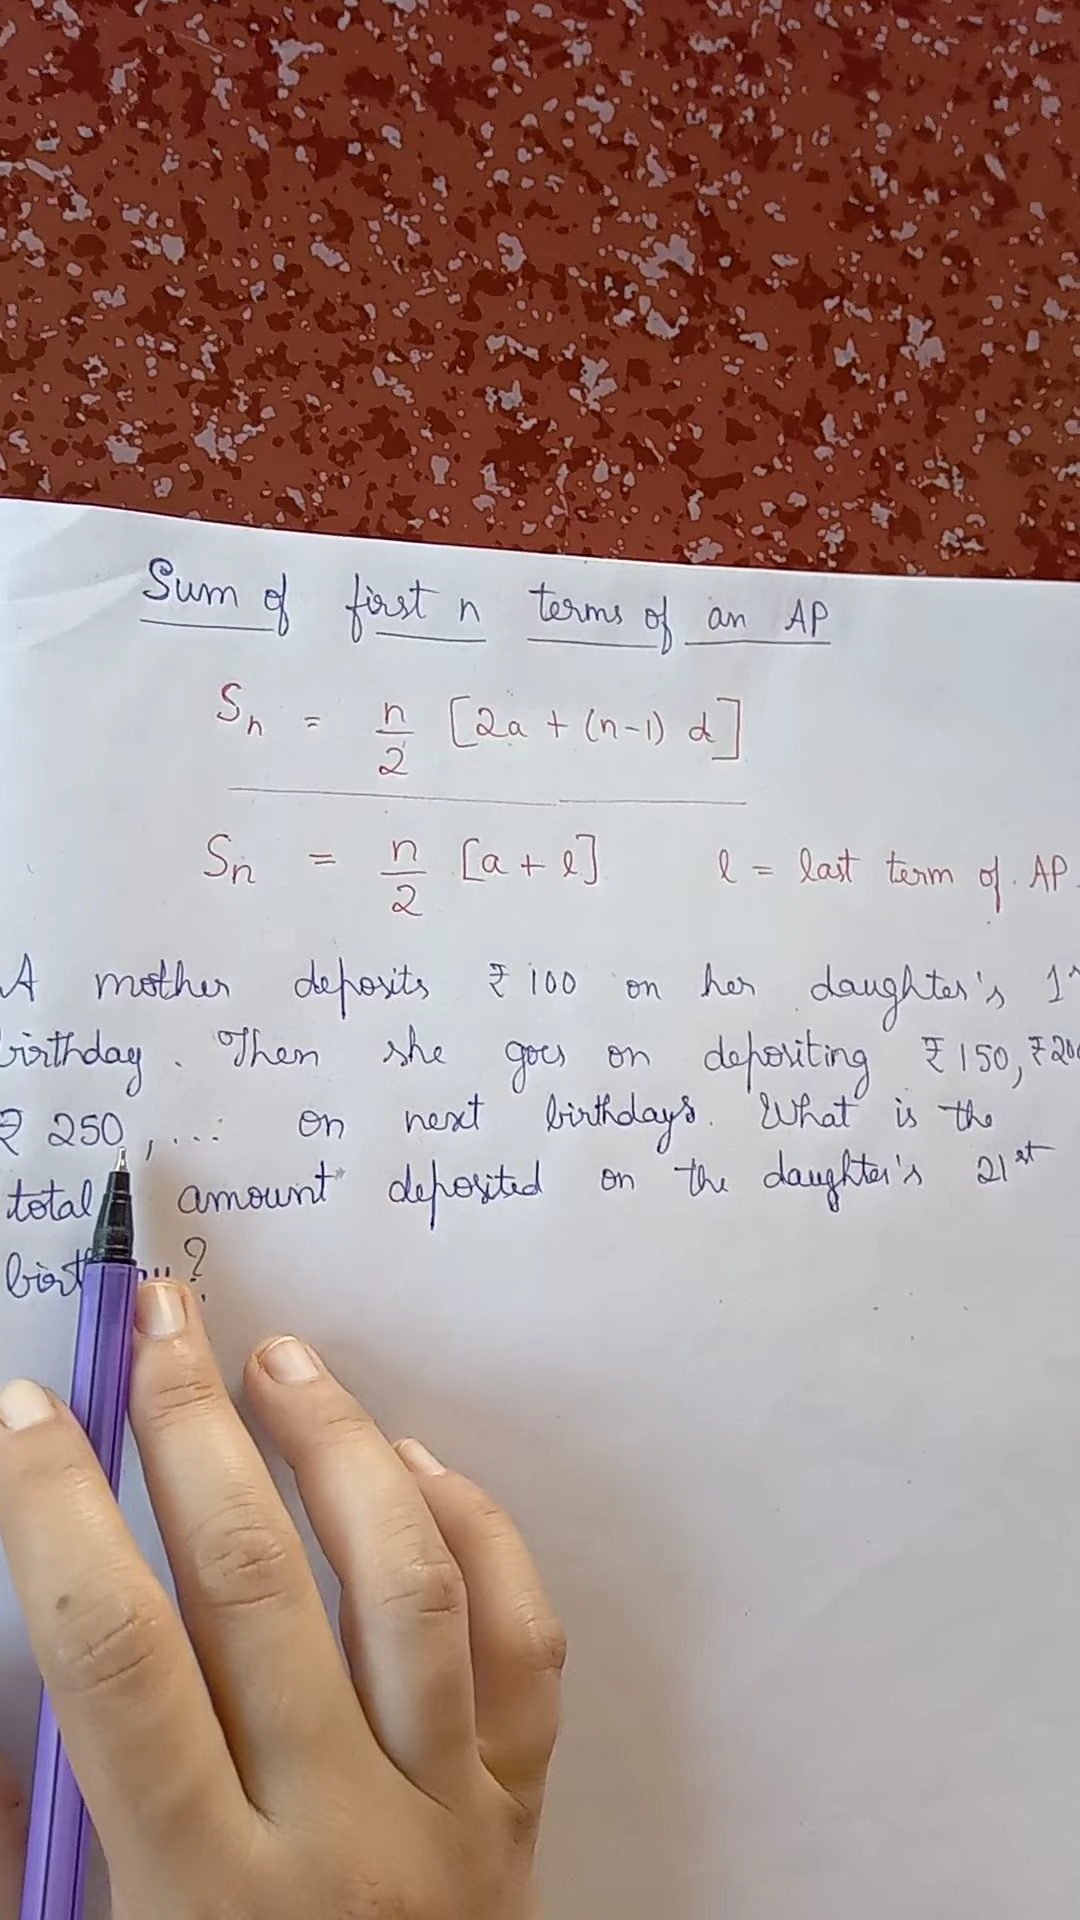 Sum of first n terms of an AP
Sn = n/2 [2a + (n-1) d]
Sn = n/2 [a + l] l = last term of AP.
A mother deposits ₹ 100 on her daughter's
birthday. Then she goes on depositing ₹ 150,
₹ 250, ... on next birthdays. What is the
total amount deposited on the daughter's 21st
?